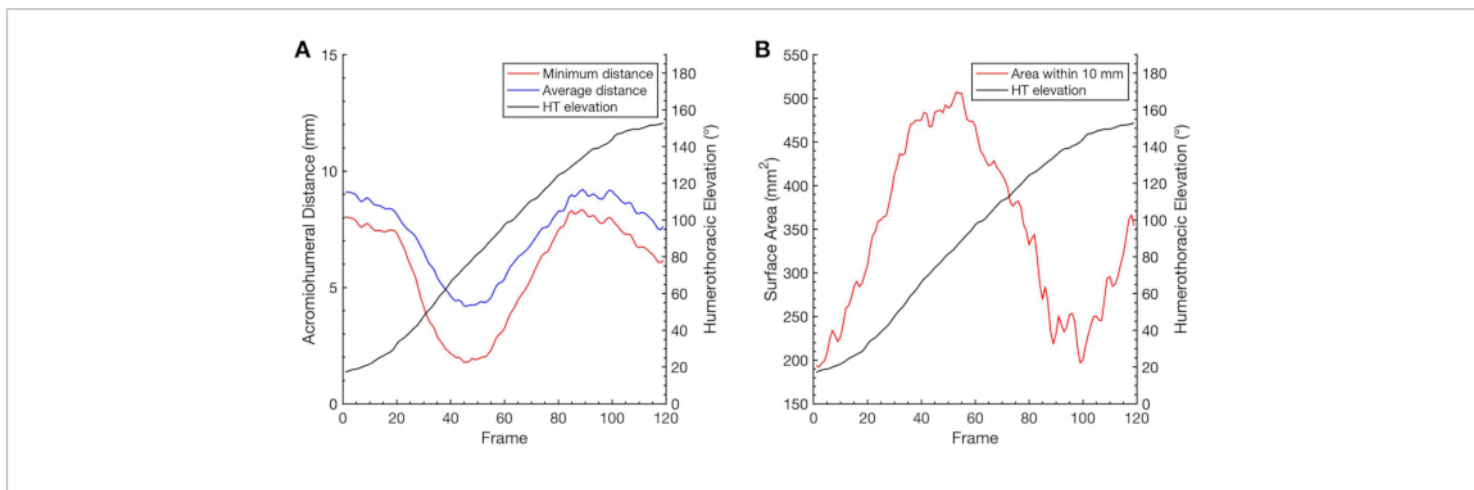 A
15
10
5
0
Acromiohumeral Distance (mm)
Minimum distance
Average distance
HT elevation
180
160
140
120
100
80
60
40
20
0
Humerothoracic Elevation (°)
0 20 40 60 80 100 120
Frame
B
550
500
450
400
350
300
250
200
150
Surface Area (mm²)
Area within 10 mm
HT elevation
180
160
140
120
100
80
60
40
20
0
Humerothoracic Elevation (°)
0 20 40 60 80 100 120
Frame